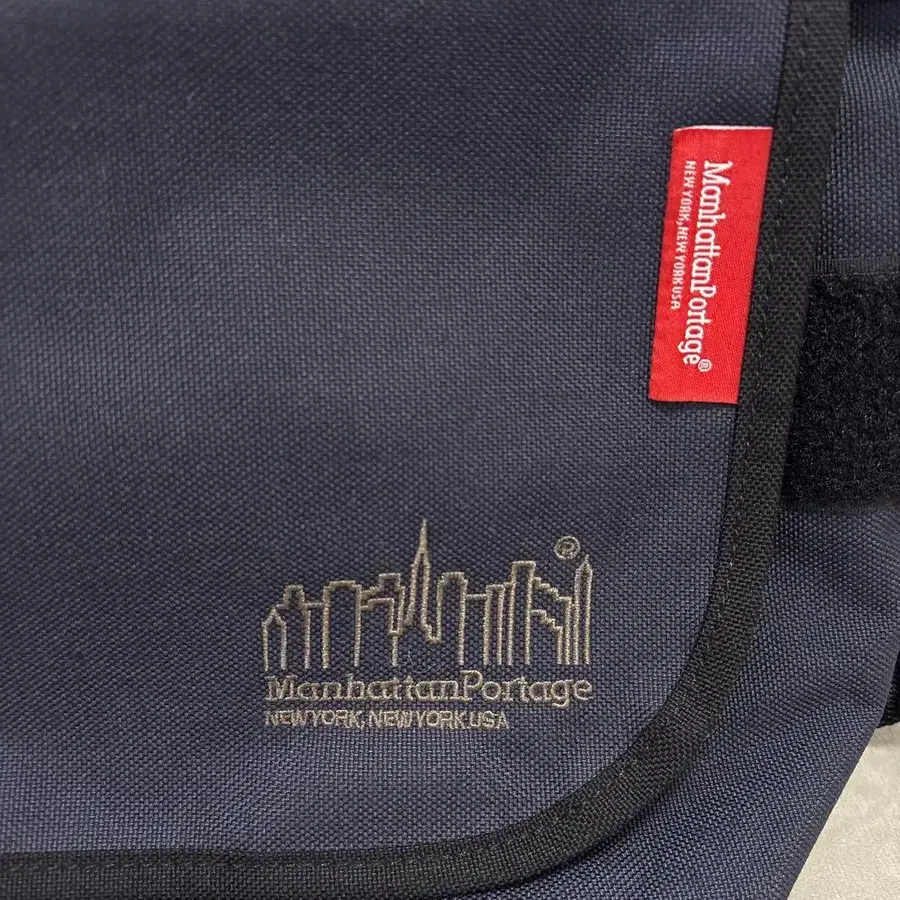 ManhattanPortage®
NEW YORK, NEW YORK USA
®
ManhattanPortage
NEW YORK, NEW YORK, USA